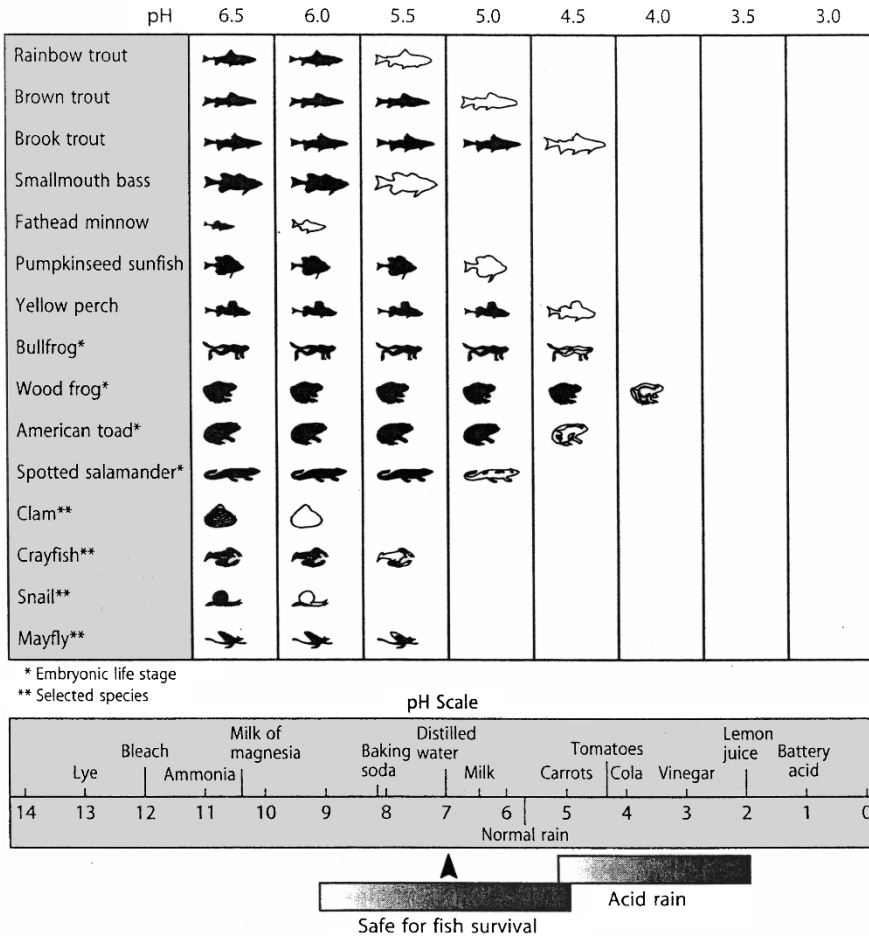 pH 6.5 6.0 5.5 5.0 4.5 4.0 3.5 3.0
Rainbow trout
Brown trout
Brook trout
Smallmouth bass
Fathead minnow
Pumpkinseed sunfish
Yellow perch
Bullfrog*
Wood frog*
American toad*
Spotted salamander*
Clam**
Crayfish**
Snail**
Mayfly**
* Embryonic life stage
** Selected species
pH Scale
Lye
Bleach
Ammonia
Milk of
magnesia
Baking
soda
Distilled
water
Milk
Carrots
Tomatoes
Cola
Vinegar
Lemon
juice
Battery
acid
14 13 12 11 10 9 8 7 6 5 4 3 2 1 0
Normal rain
Acid rain
Safe for fish survival